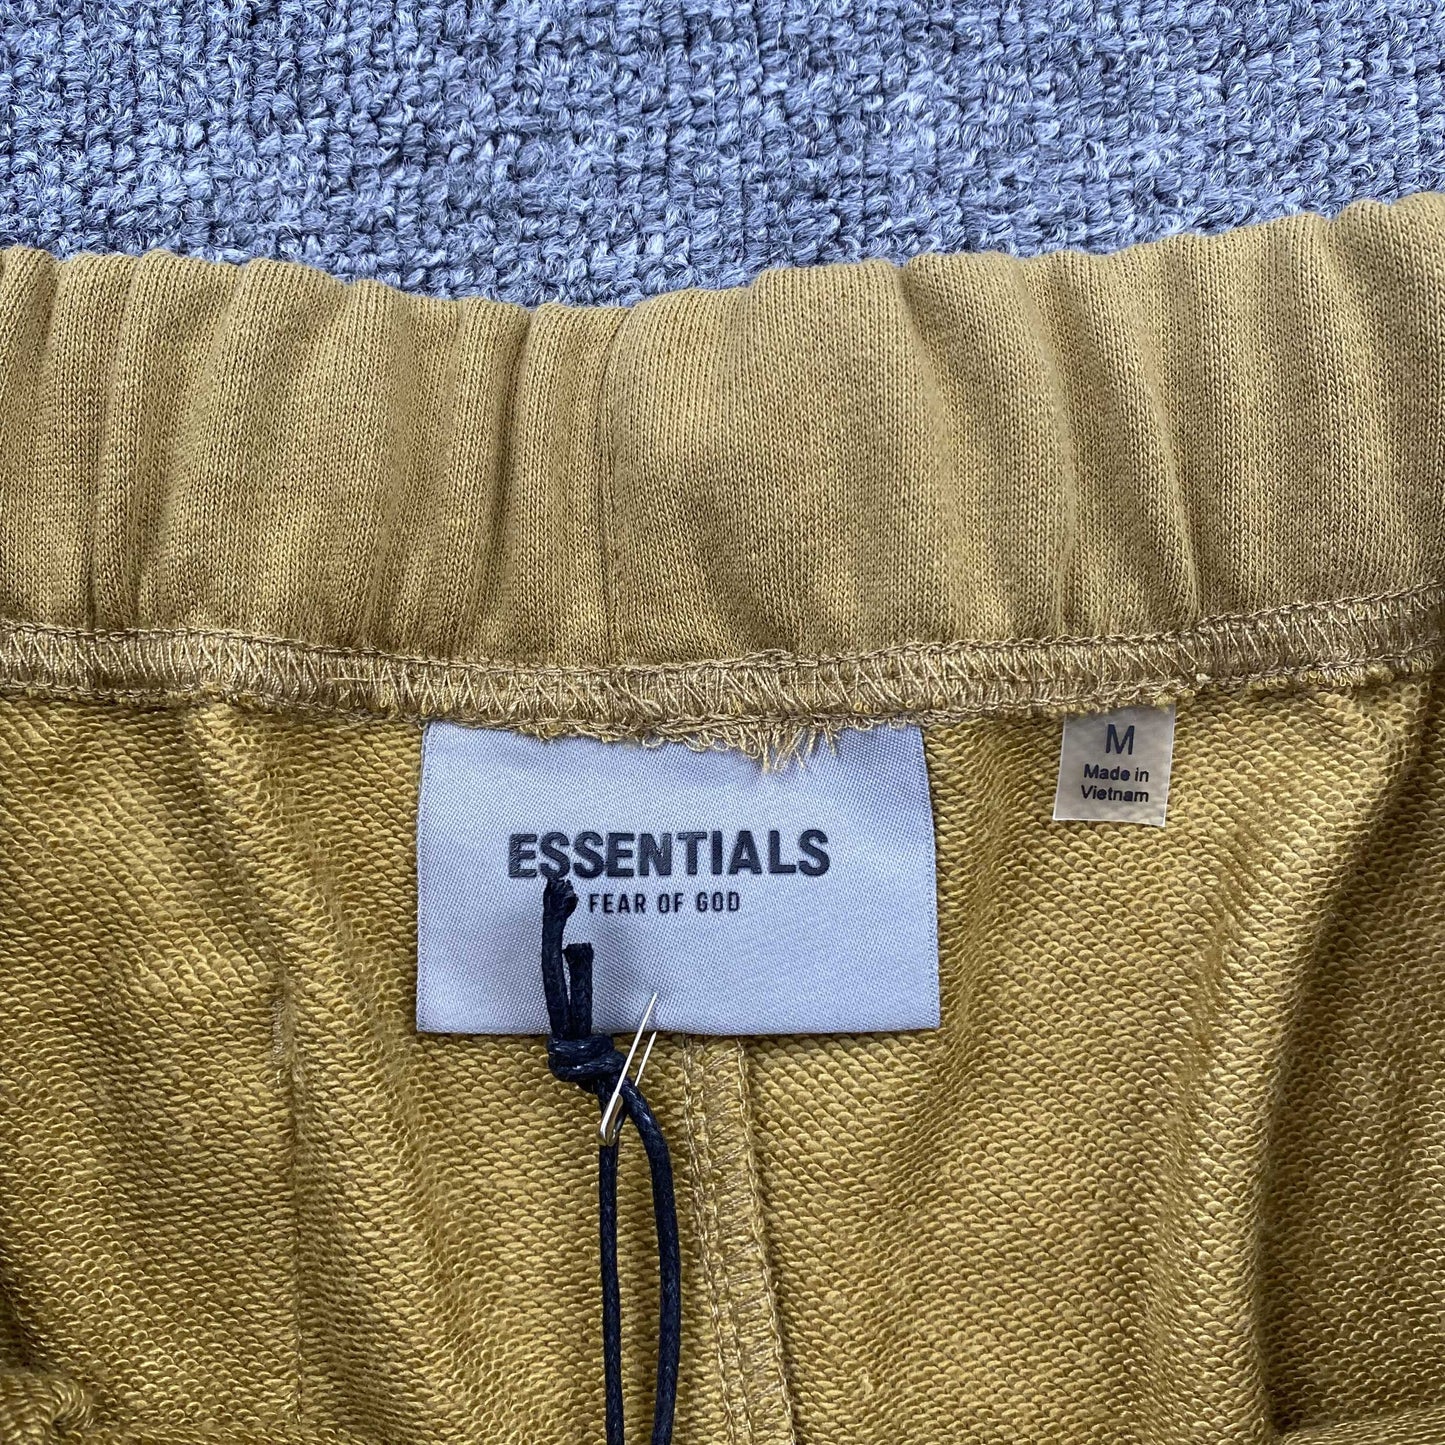 ESSENTIALS
FEAR OF GOD
M
Made in
Vietnam